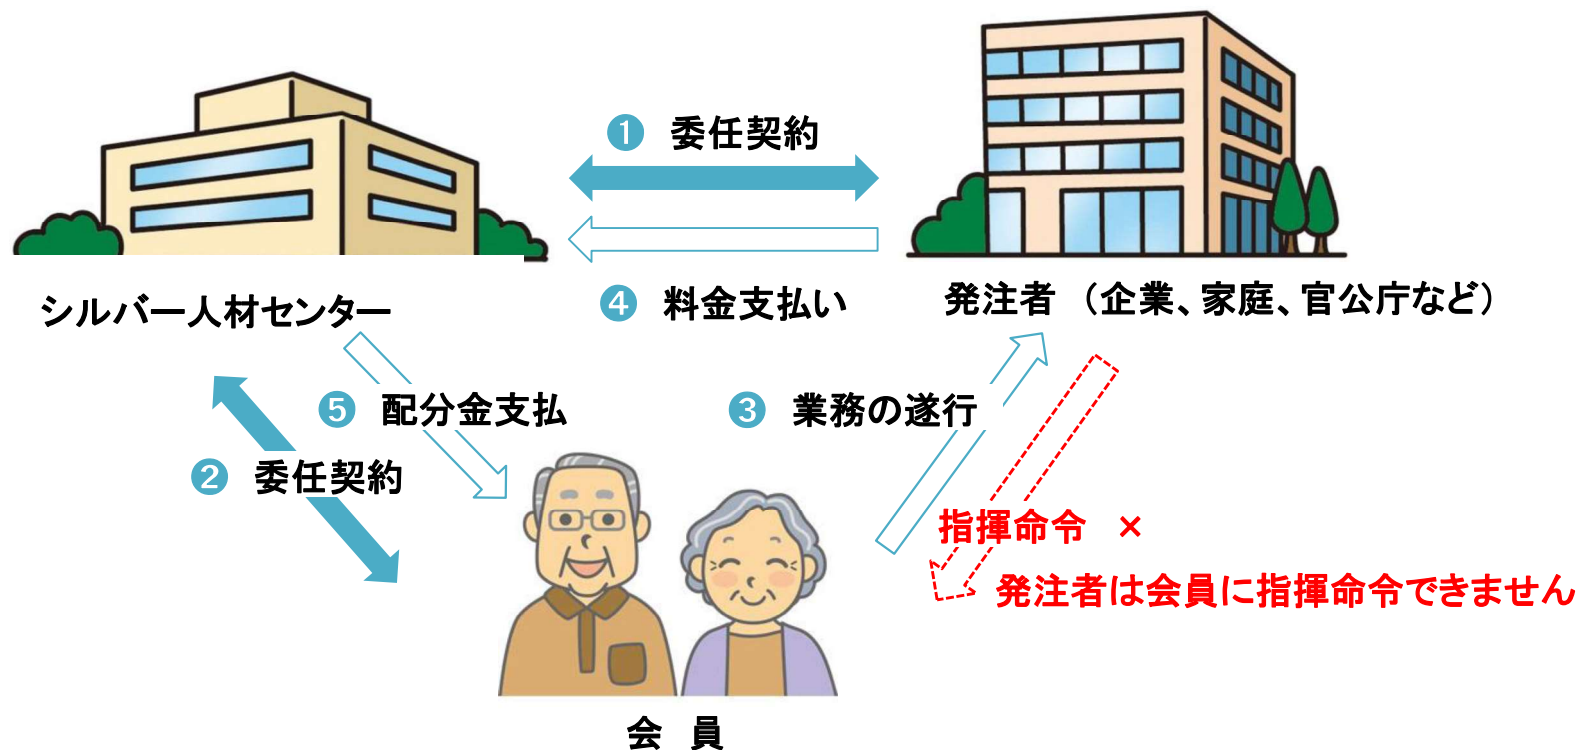 ❶ 委任契約
❹ 料金支払い
シルバー人材センター
発注者 （企業、家庭、官公庁など）
❺ 配分金支払
❸ 業務の遂行
❷ 委任契約
指揮命令 ×
発注者は会員に指揮命令できません
会 員